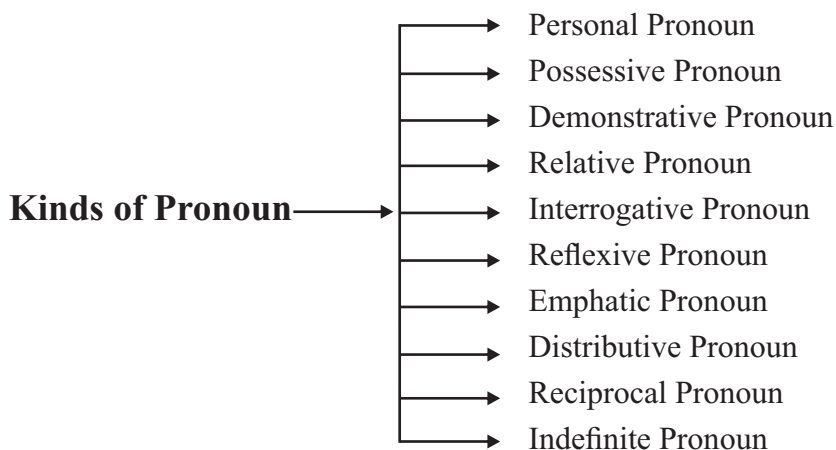 Kinds of Pronoun
Personal Pronoun
Possessive Pronoun
Demonstrative Pronoun
Relative Pronoun
Interrogative Pronoun
Reflexive Pronoun
Emphatic Pronoun
Distributive Pronoun
Reciprocal Pronoun
Indefinite Pronoun